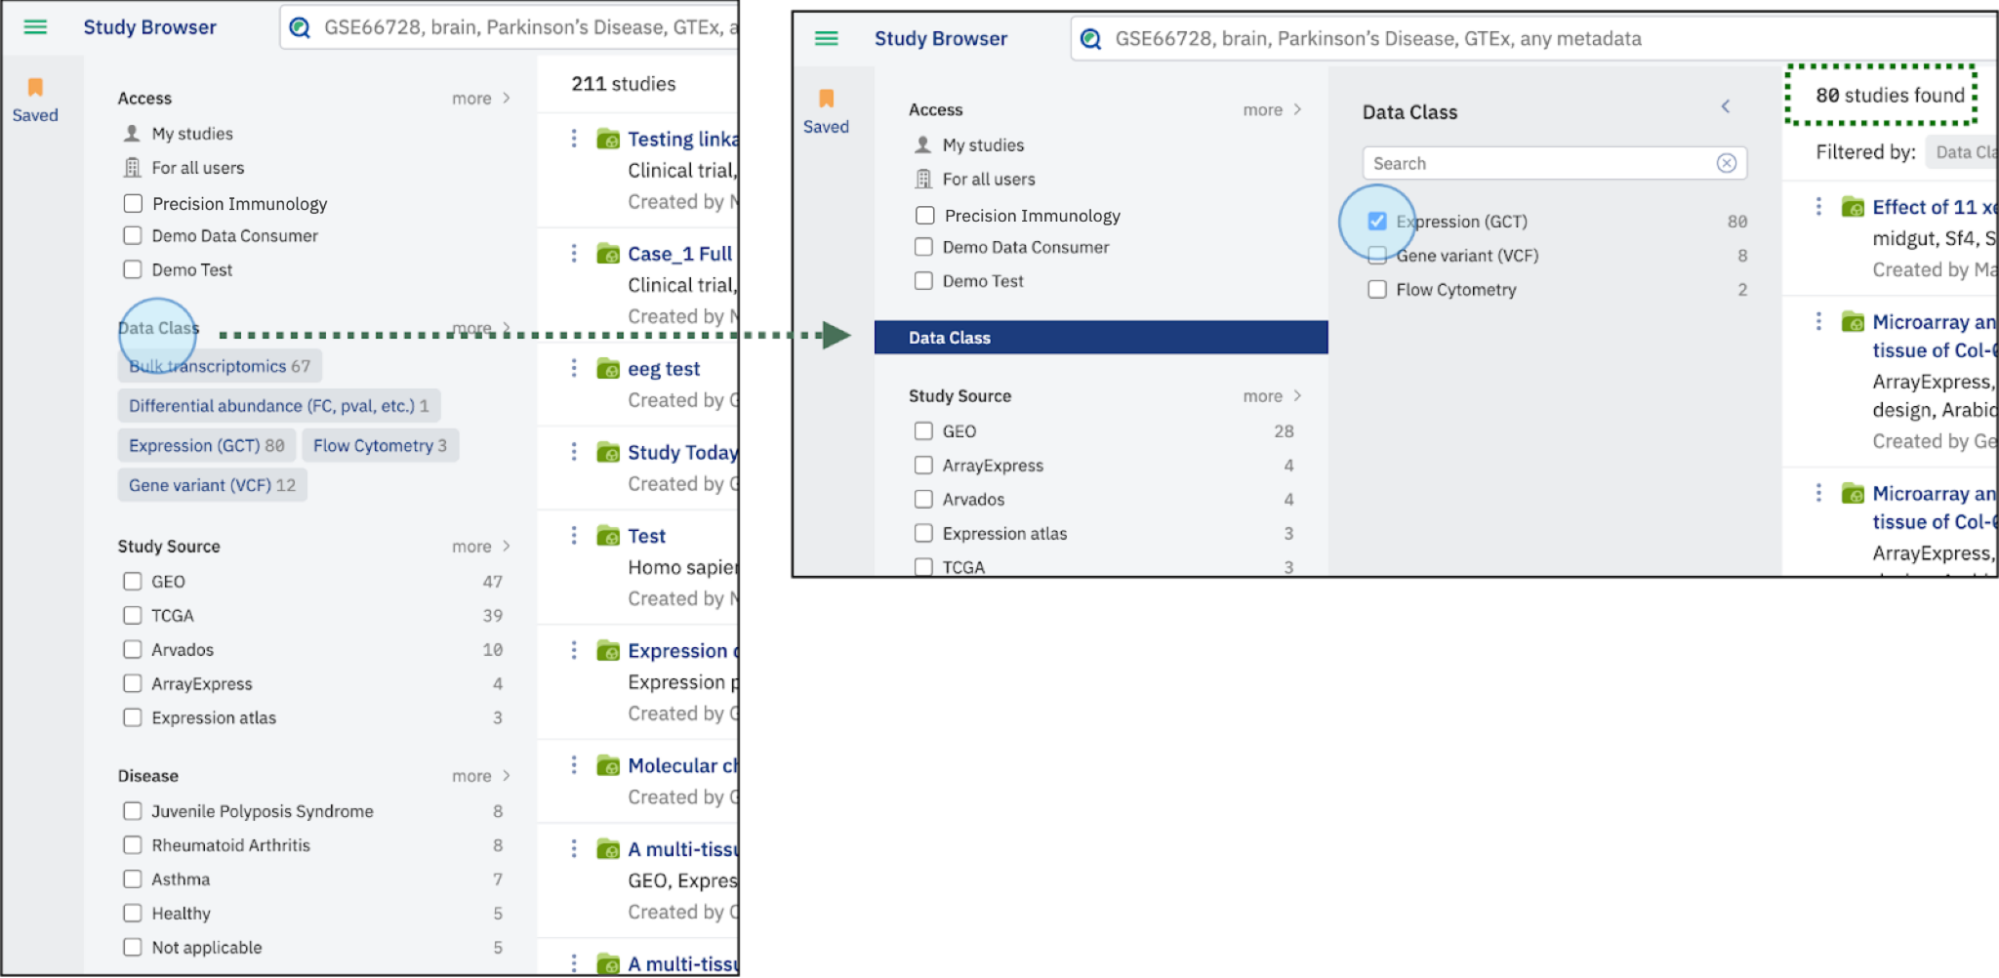 Study Browser
GSE66728, brain, Parkinson's Disease, GTEx, a
Saved
Access more
My studies
For all users
Precision Immunology
Demo Data Consumer
Demo Test
Data Class more
Bulk transcriptomics 67
Differential abundance (FC, pval, etc.) 1
Expression (GCT) 80 Flow Cytometry 3
Gene variant (VCF) 12
Study Source more
GEO 47
TCGA 39
Arvados 10
ArrayExpress 4
Expression atlas 3
Disease more
Juvenile Polyposis Syndrome 8
Rheumatoid Arthritis 8
Asthma 7
Healthy 5
Not applicable 5
211 studies
Testing linka
Clinical trial,
Created by N
Case_1 Full
Clinical trial,
Created by N
eeg test
Created by G
Study Today
Created by G
Test
Homo sapier
Created by N
Expression
Expression p
Created by G
Molecular ch
Created by G
A multi-tissu
GEO, Expres
Created by
A multi-tissu
Study Browser
GSE66728, brain, Parkinson's Disease, GTEx, any metadata
Saved
Access more
My studies
For all users
Precision Immunology
Demo Data Consumer
Demo Test
Data Class
Study Source more
GEO 28
ArrayExpress 4
Arvados 4
Expression atlas 3
TCGA 3
Data Class
Search
Expression (GCT) 80
Gene variant (VCF) 8
Flow Cytometry 2
80 studies found
Filtered by: Data Cla
Effect of 11 xe
midgut, Sf4, S
Created by Ma
Microarray an
tissue of Col-0
ArrayExpress,
design, Arabid
Created by Ge
Microarray an
tissue of Col-0
ArrayExpress,